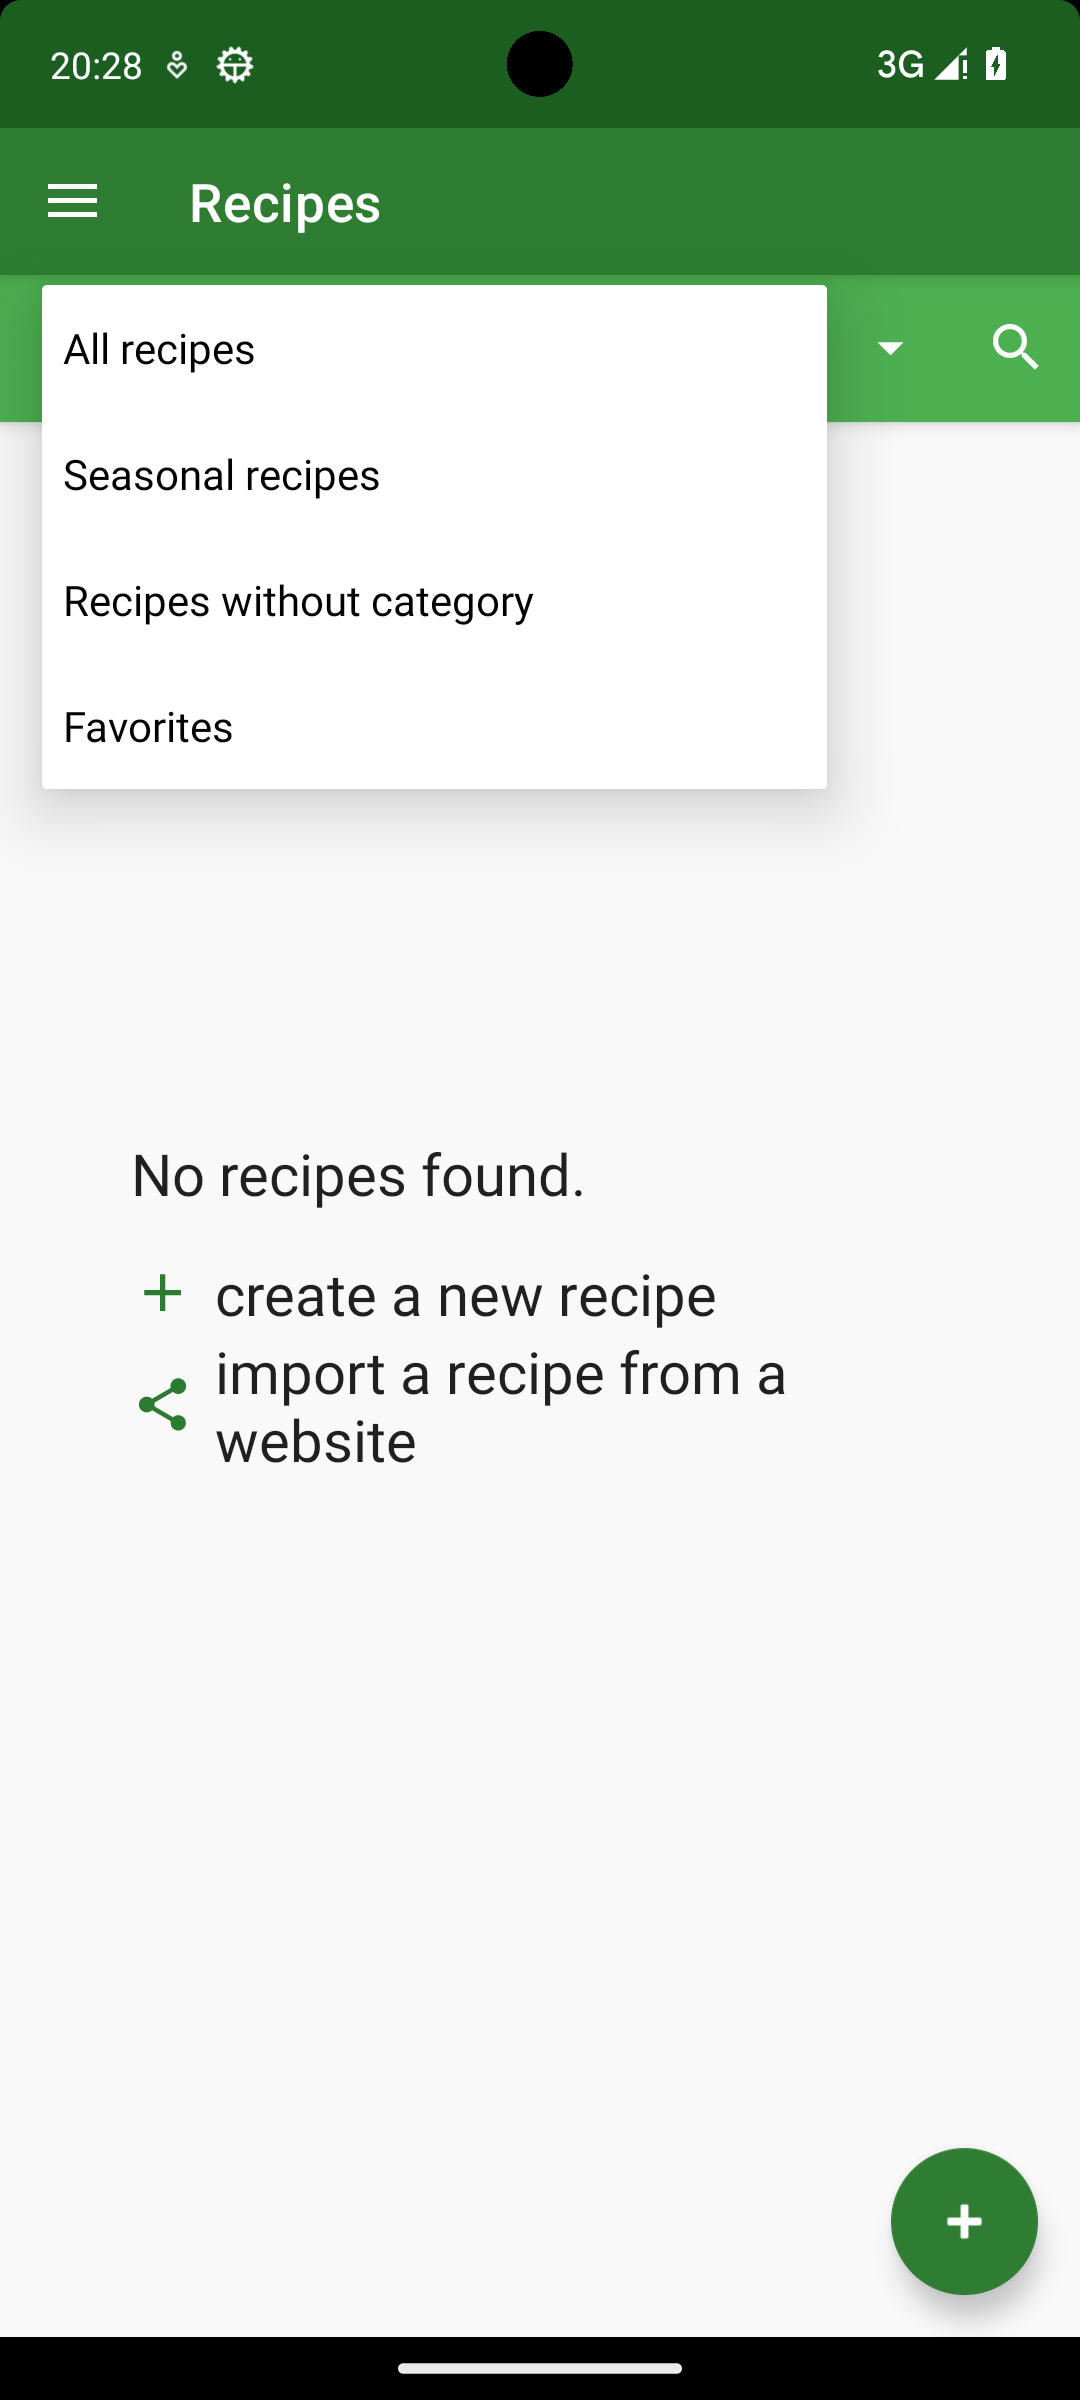 20:28
3G
Recipes
All recipes
Seasonal recipes
Recipes without category
Favorites
No recipes found.
create a new recipe
import a recipe from a
website